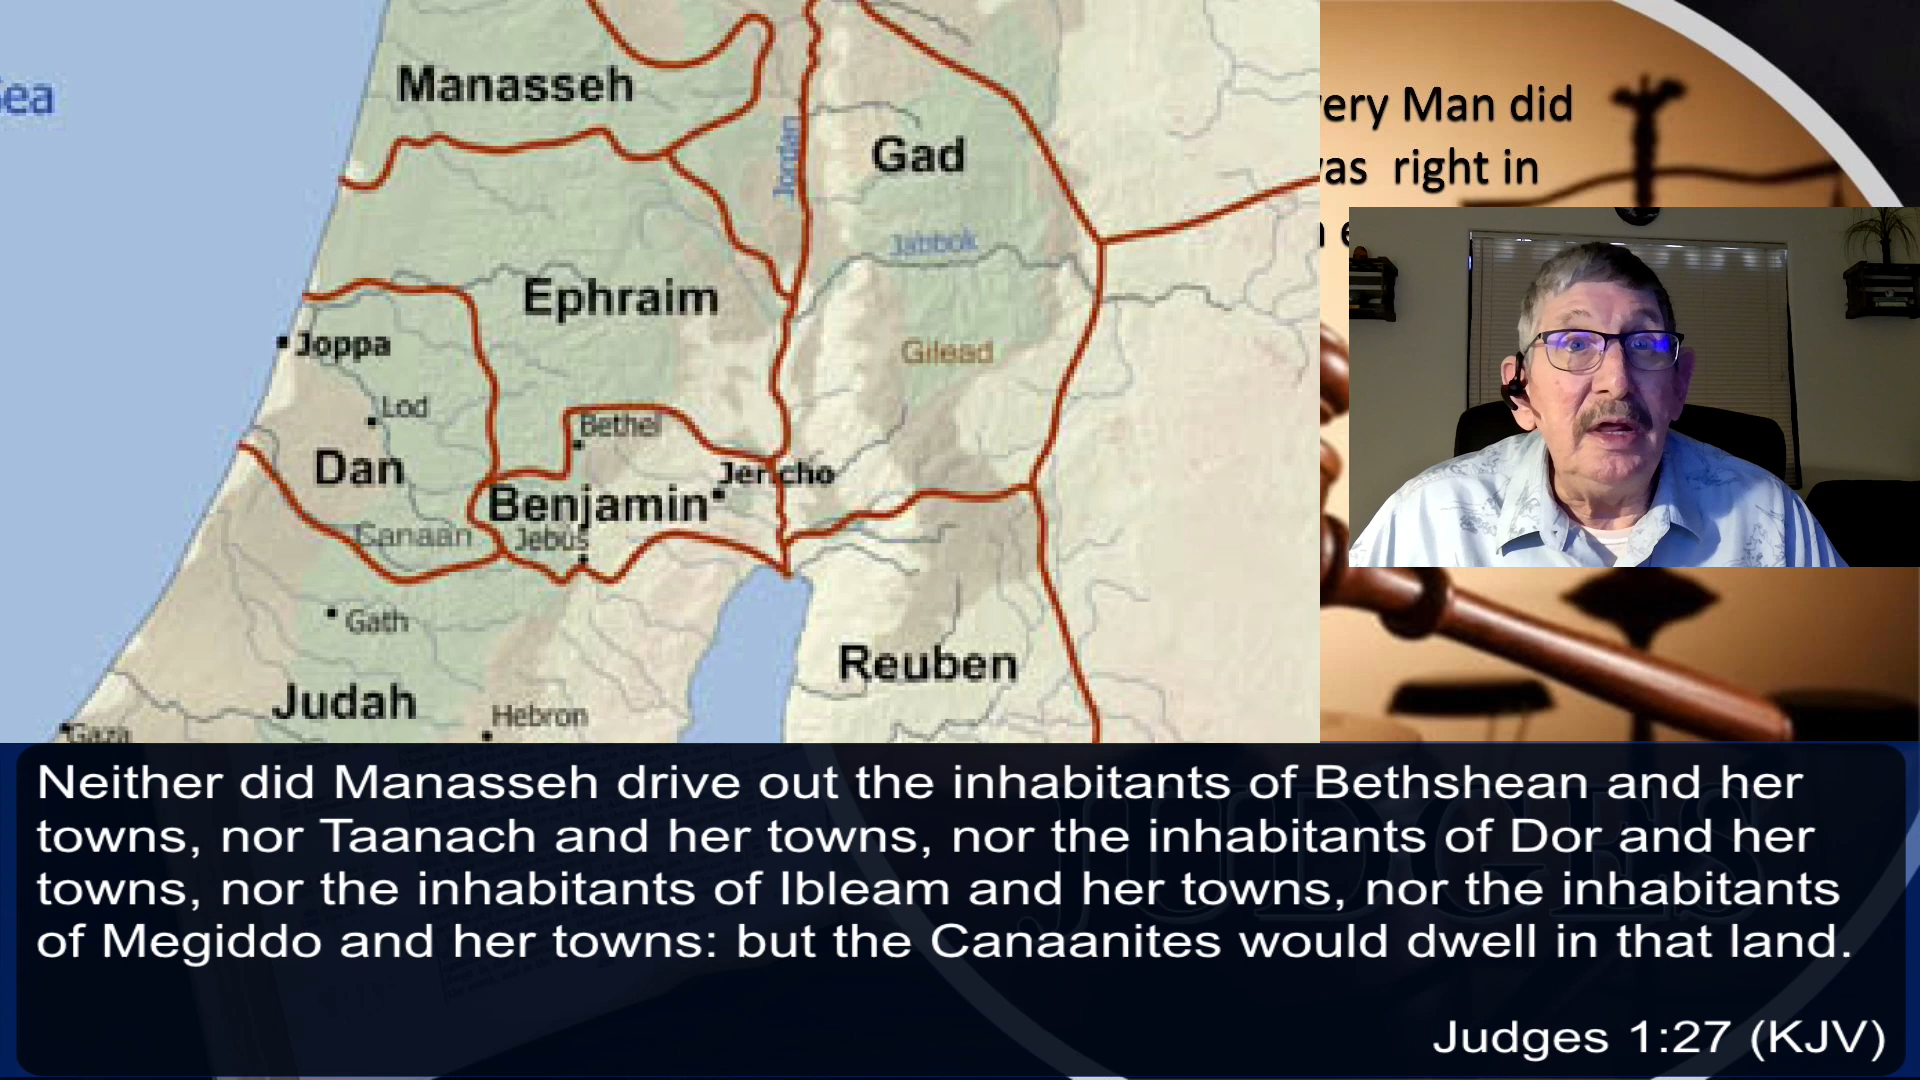 Sea
Manasseh
Jordan
Gad
Jabbok
Ephraim
Gilead
Joppa
Lod
Bethel
Dan
Jericho
Benjamin
Canaan
Jebus
Gath
Judah
Reuben
Hebron
Gaza
very Man did
was right in
Neither did Manasseh drive out the inhabitants of Bethshean and her
towns, nor Taanach and her towns, nor the inhabitants of Dor and her
towns, nor the inhabitants of Ibleam and her towns, nor the inhabitants
of Megiddo and her towns: but the Canaanites would dwell in that land.
Judges 1:27 (KJV)
JUDGES